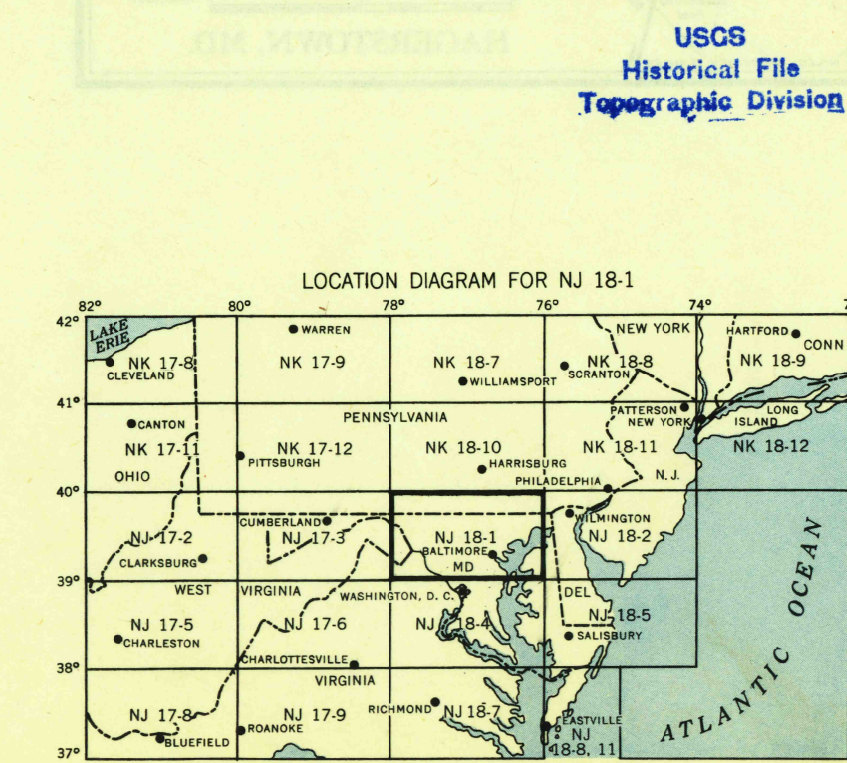 HAGERSTOWN, MD.
USGS
Historical File
Topographic Division
LOCATION DIAGRAM FOR NJ 18-1
82° 80° 78° 76° 74°
42°
LAKE
ERIE
WARREN
NEW YORK
HARTFORD
CONN
NK 17-8
NK 17-9
NK 18-7
NK 18-8
NK 18-9
CLEVELAND
WILLIAMSPORT
SCRANTON
41°
PENNSYLVANIA
PATTERSON
LONG
CANTON
NEW YORK
ISLAND
NK 17-11
NK 17-12
NK 18-10
NK 18-11
NK 18-12
PITTSBURGH
HARRISBURG
OHIO
PHILADELPHIA
N.J.
40°
CUMBERLAND
WILMINGTON
NJ 17-2
NJ 17-3
NJ 18-1
NJ 18-2
BALTIMORE
CLARKSBURG
MD
39°
WEST VIRGINIA
WASHINGTON, D. C.
DEL
NJ 17-5
NJ 17-6
NJ 18-4
NJ 18-5
CHARLESTON
SALISBURY
38°
CHARLOTTESVILLE
VIRGINIA
ATLANTIC OCEAN
NJ 17-8
NJ 17-9
RICHMOND
NJ 18-7
EASTVILLE
BLUEFIELD
ROANOKE
NJ
18-8, 11
37°